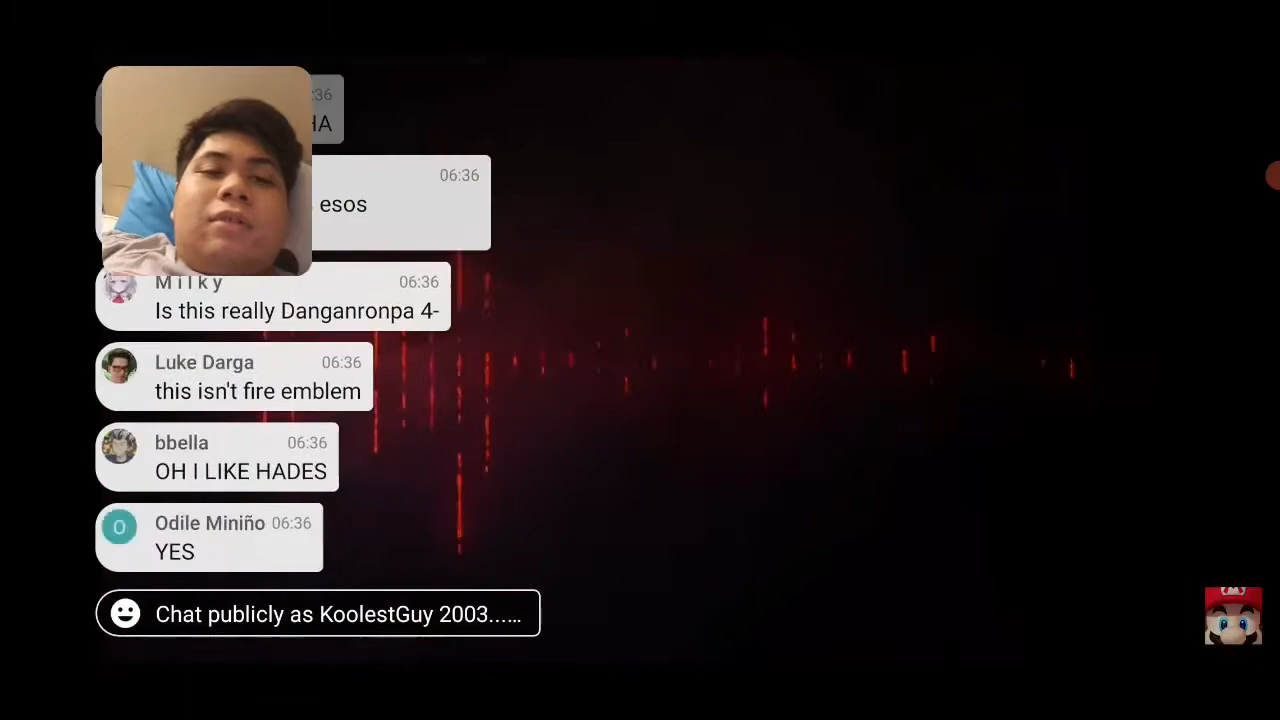 :36
HA
06:36
esos
Milky 06:36
Is this really Danganronpa 4-
Luke Darga 06:36
this isn't fire emblem
bbella 06:36
OH I LIKE HADES
O
Odile Miniño 06:36
YES
Chat publicly as KoolestGuy 2003...…
M